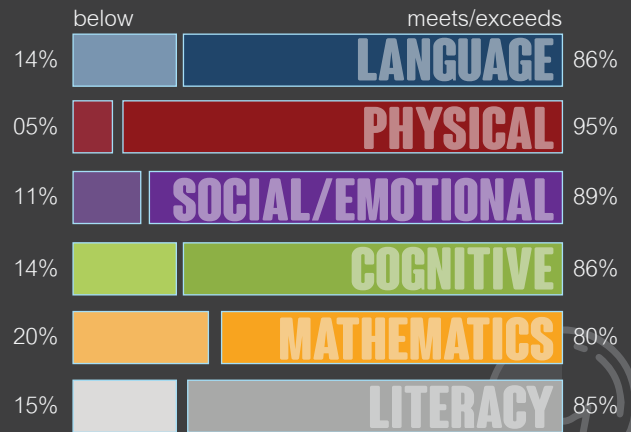 below meets/exceeds
14% LANGUAGE 86%
05% PHYSICAL 95%
11% SOCIAL/EMOTIONAL 89%
14% COGNITIVE 86%
20% MATHEMATICS 80%
15% LITERACY 85%